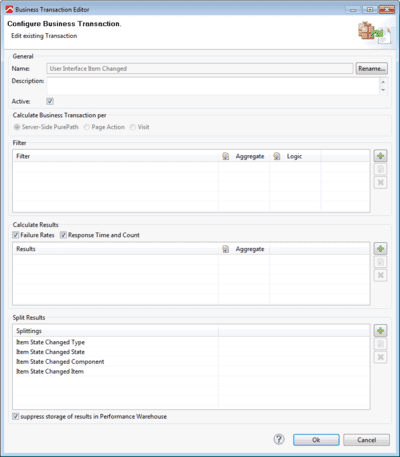 Business Transaction Editor
Configure Business Transaction.
Edit existing Transaction
General
Name: User Interface Item Changed Rename...
Description:
Active:
Calculate Business Transaction per
Server-Side PurePath Page Action Visit
Filter
Filter Aggregate Logic
Calculate Results
Failure Rates Response Time and Count
Results Aggregate
Split Results
Splittings
Item State Changed Type
Item State Changed State
Item State Changed Component
Item State Changed Item
suppress storage of results in Performance Warehouse
? Ok Cancel